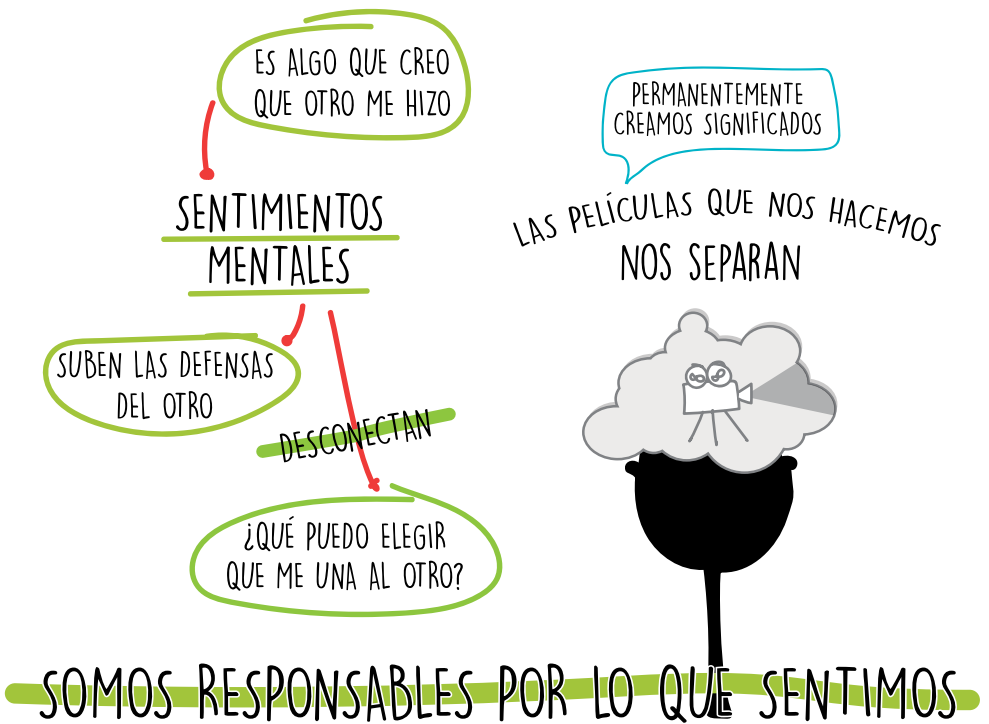 ES ALGO QUE CREO
QUE OTRO ME HIZO
SENTIMIENTOS
MENTALES
SUBEN LAS DEFENSAS
DEL OTRO
DESCONECTAN
¿QUÉ PUEDO ELEGIR
QUE ME UNA AL OTRO?
PERMANENTEMENTE
CREAMOS SIGNIFICADOS
LAS PELÍCULAS QUE NOS HACEMOS
NOS SEPARAN
SOMOS RESPONSABLES POR LO QUE SENTIMOS